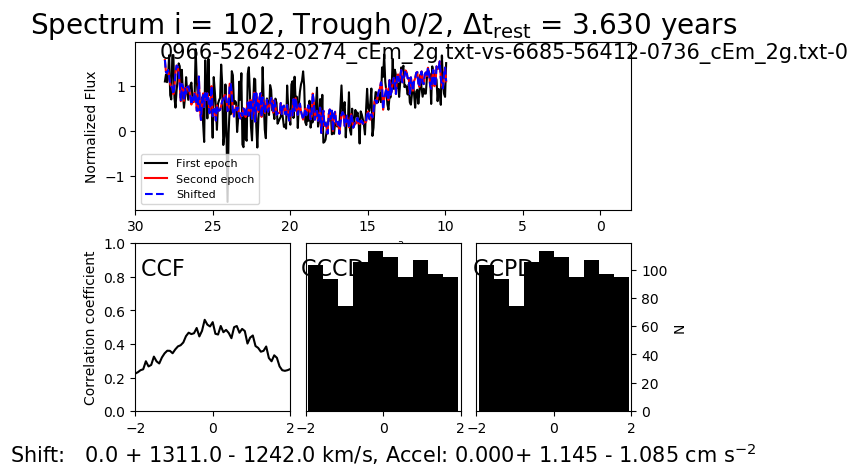 Spectrum i = 102, Trough 0/2, Δt_rest = 3.630 years
0966-52642-0274_cEm_2g.txt-vs-6685-56412-0736_cEm_2g.txt-0
Normalized Flux
1
0
−1
First epoch
Second epoch
Shifted
30 25 20 15 10 5 0
Correlation coefficient
1.0
0.8
0.6
0.4
0.2
0.0
CCF
CCCD
CCPD
100
80
60
40
20
0
N
−2 0 2 −2 0 2 −2 0 2
Shift: 0.0 + 1311.0 - 1242.0 km/s, Accel: 0.000+ 1.145 - 1.085 cm s⁻²